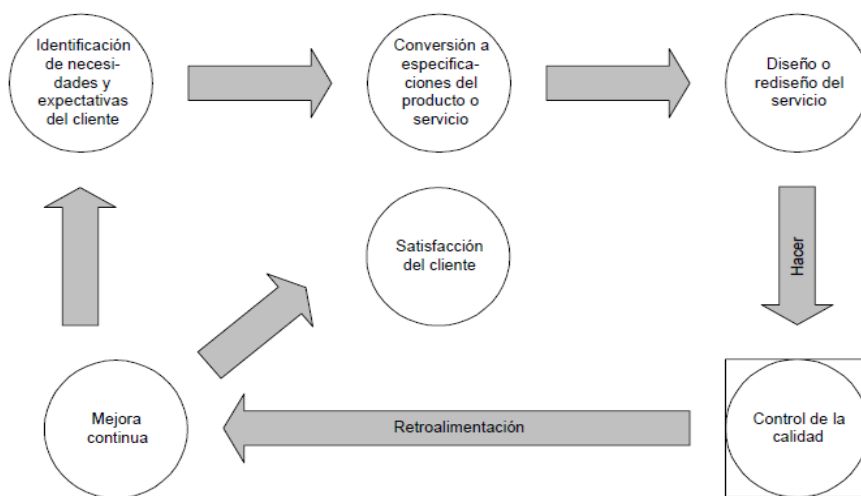 Identificación
de necesi-
dades y
expectativas
del cliente
Conversión a
especifica-
ciones del
producto o
servicio
Diseño o
rediseño del
servicio
Satisfacción
del cliente
Hacer
Mejora
continua
Retroalimentación
Control de la
calidad